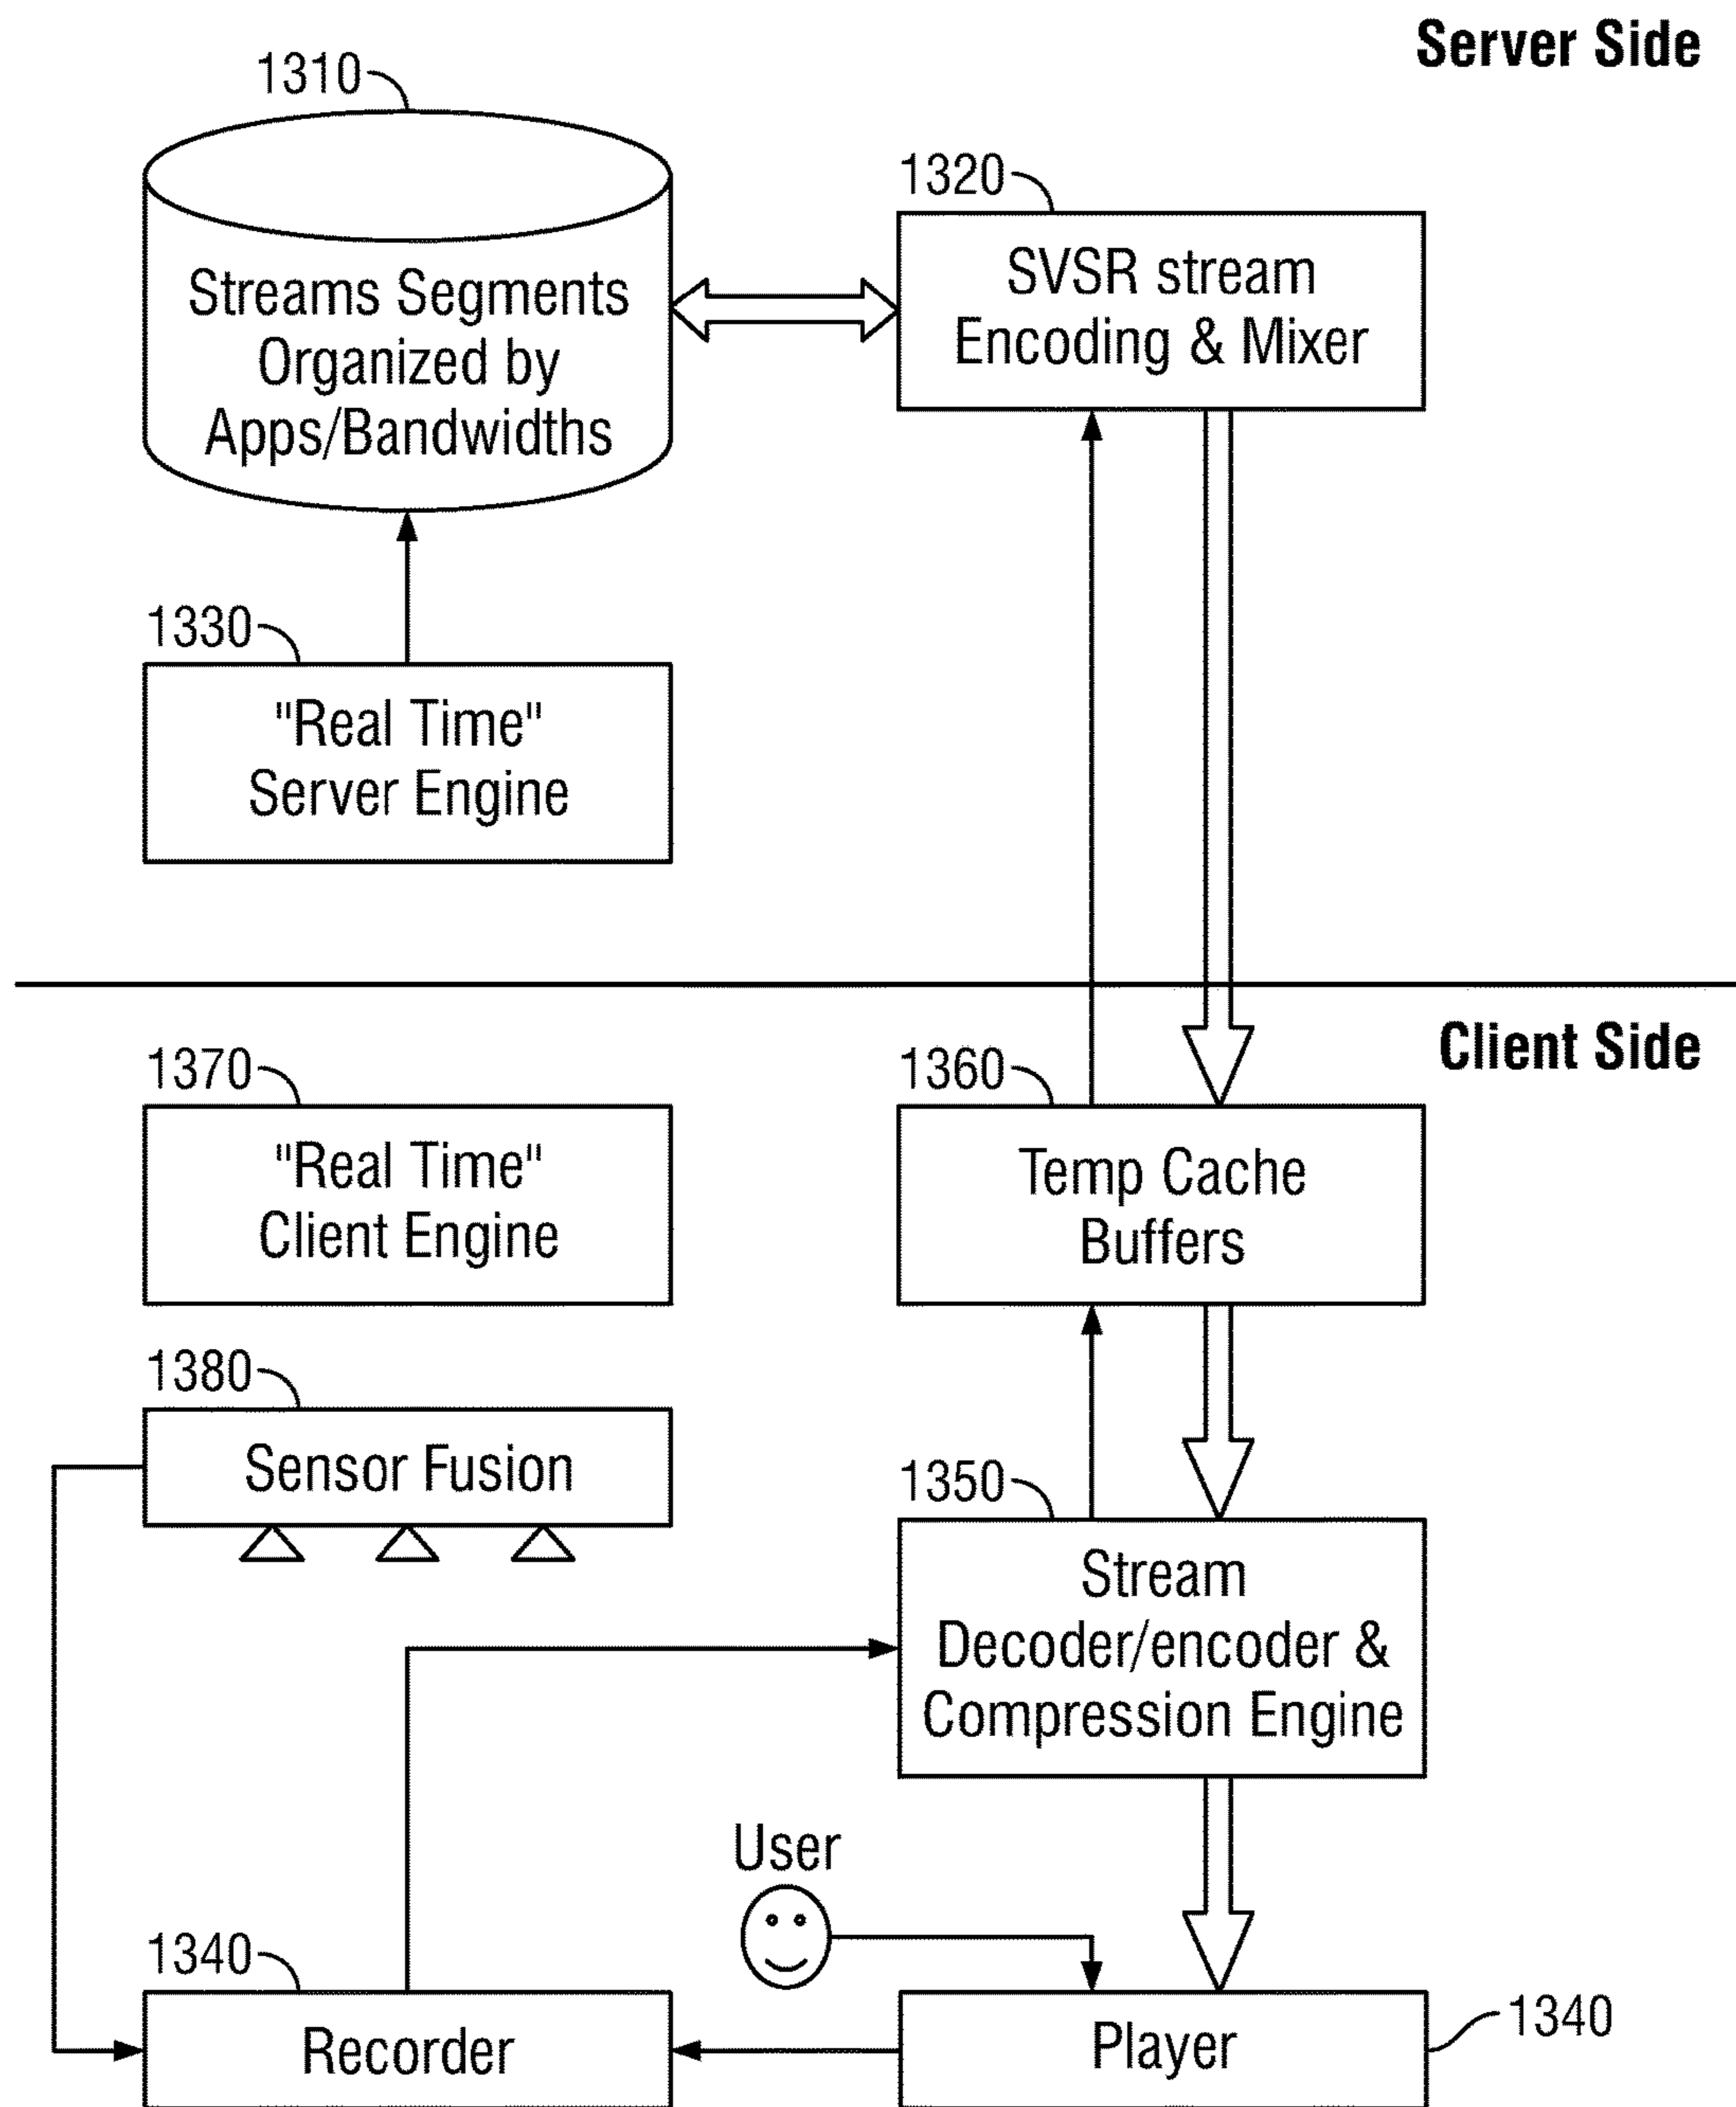 Server Side
1310
Streams Segments
Organized by
Apps/Bandwidths
1320
SVSR stream
Encoding & Mixer
1330
"Real Time"
Server Engine
Client Side
1370
"Real Time"
Client Engine
1360
Temp Cache
Buffers
1380
Sensor Fusion
1350
Stream
Decoder/encoder &
Compression Engine
User
1340
Recorder
Player
1340